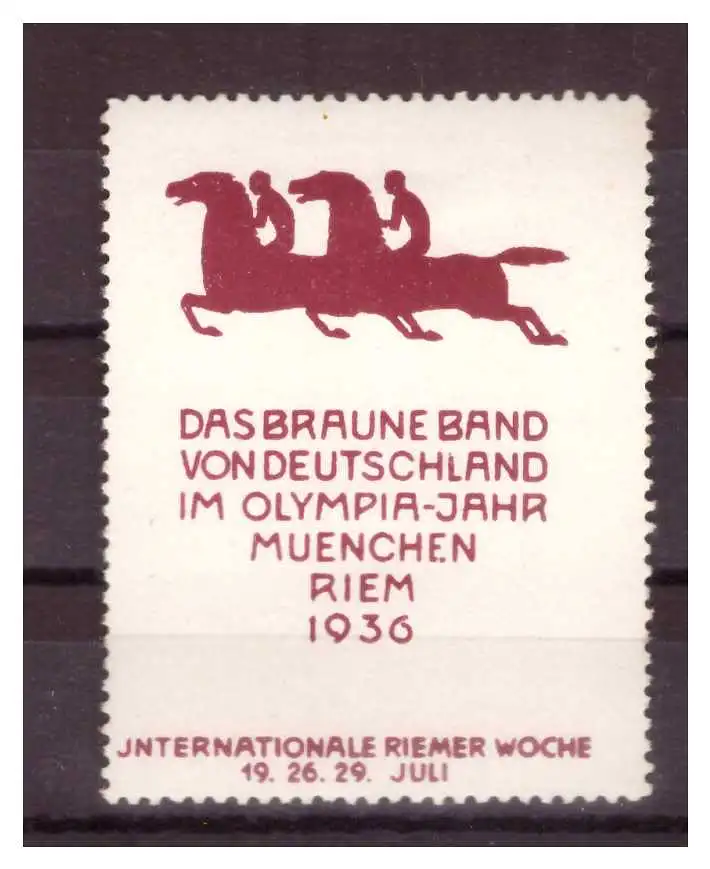 DAS BRAUNE BAND
VON DEUTSCHLAND
IM OLYMPIA-JAHR
MUENCHEN
RIEM
1936
JNTERNATIONALE RIEMER WOCHE
19. 26. 29. JULI